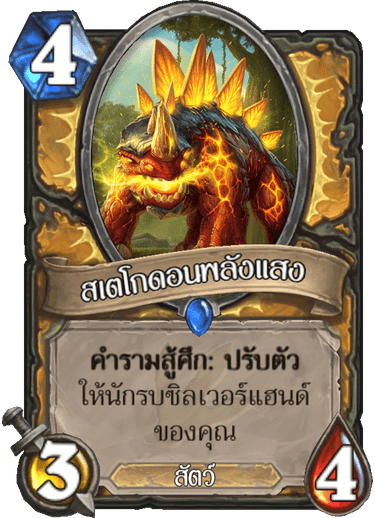 4
สเตโกดอนพลังแสง
คำรามสู้ศึก: ปรับตัว
ให้นักรบซิลเวอร์แฮนด์
ของคุณ
3
สัตว์
4